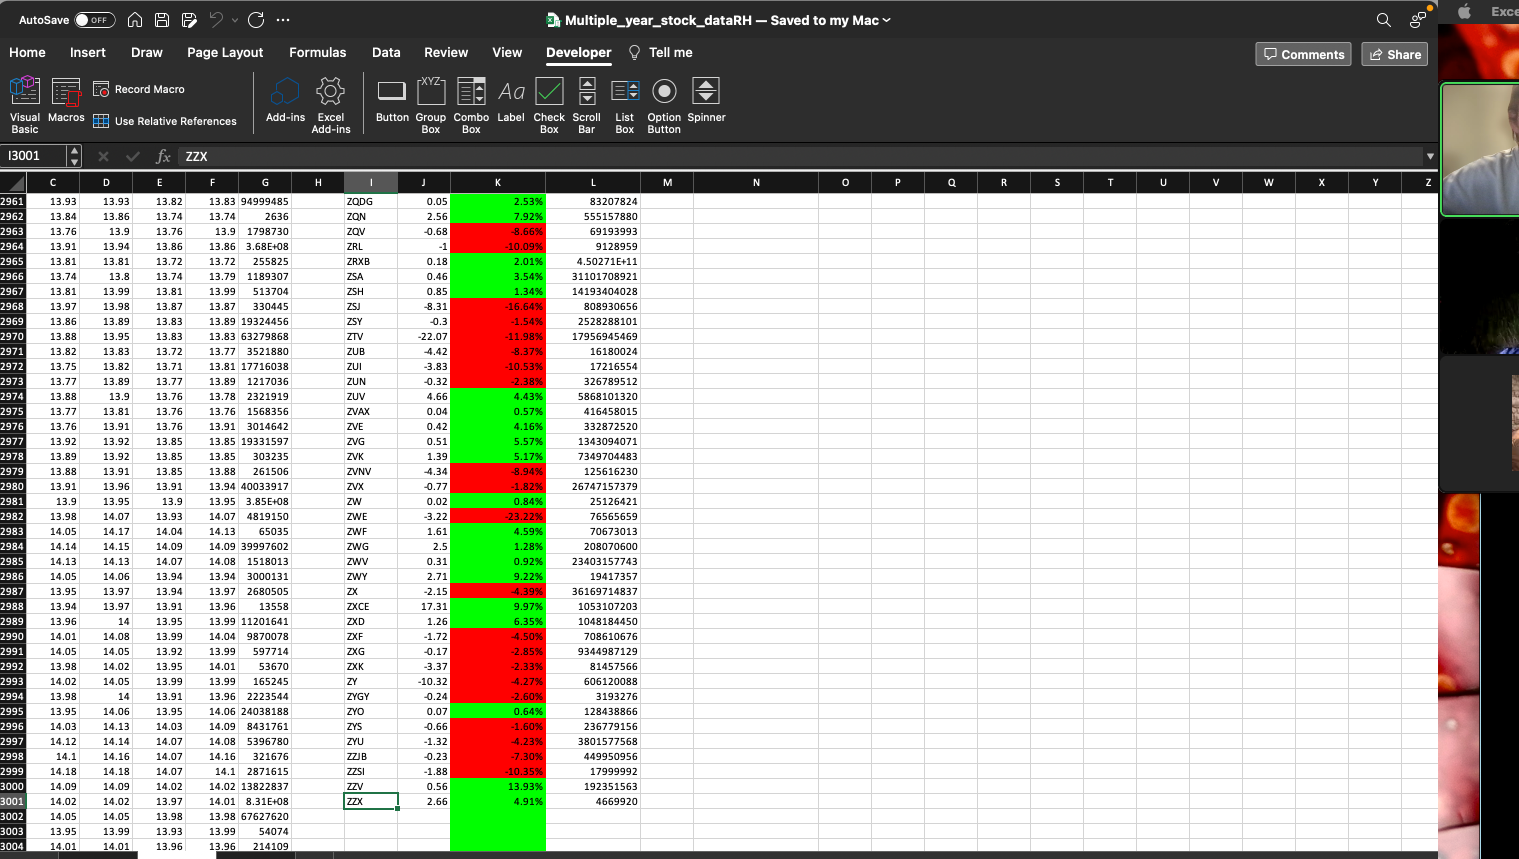 AutoSave OFF Multiple_year_stock_dataRH — Saved to my Mac Exce
Home Insert Draw Page Layout Formulas Data Review View Developer Tell me Comments Share
Visual Basic Macros Record Macro Use Relative References Add-ins Excel Add-ins Button XYZ Group Box Combo Box Aa Label Check Box Scroll Bar List Box Option Button Spinner
I3001 fx ZZX
C D E F G H I J K L M N O P Q R S T U V W X Y Z
2961 13.93 13.93 13.82 13.83 94999485 ZQDG 0.05 2.53% 83207824
2962 13.84 13.86 13.74 13.74 2636 ZQN 2.56 7.92% 555157880
2963 13.76 13.9 13.76 13.9 1798730 ZQV -0.68 -8.66% 69193993
2964 13.91 13.94 13.86 13.86 3.68E+08 ZRL -1 -10.09% 9128959
2965 13.81 13.81 13.72 13.72 255825 ZRXB 0.18 2.01% 4.50271E+11
2966 13.74 13.8 13.74 13.79 1189307 ZSA 0.46 3.54% 31101708921
2967 13.81 13.99 13.81 13.99 513704 ZSH 0.85 1.34% 14193404028
2968 13.97 13.98 13.87 13.87 330445 ZSJ -8.31 -16.64% 808930656
2969 13.86 13.89 13.83 13.89 19324456 ZSY -0.3 -1.54% 2528288101
2970 13.88 13.95 13.83 13.83 63279868 ZTV -22.07 -11.98% 17956945469
2971 13.82 13.83 13.72 13.77 3521880 ZUB -4.42 -8.37% 16180024
2972 13.75 13.82 13.71 13.81 17716038 ZUI -3.83 -10.53% 17216554
2973 13.77 13.89 13.77 13.89 1217036 ZUN -0.32 -2.38% 326789512
2974 13.88 13.9 13.76 13.78 2321919 ZUV 4.66 4.43% 5868101320
2975 13.77 13.81 13.76 13.76 1568356 ZVAX 0.04 0.57% 416458015
2976 13.76 13.91 13.76 13.91 3014642 ZVE 0.42 4.16% 332872520
2977 13.92 13.92 13.85 13.85 19331597 ZVG 0.51 5.57% 1343094071
2978 13.89 13.92 13.85 13.85 303235 ZVK 1.39 5.17% 7349704483
2979 13.88 13.91 13.85 13.88 261506 ZVNV -4.34 -8.94% 125616230
2980 13.91 13.96 13.91 13.94 40033917 ZVX -0.77 -1.82% 26747157379
2981 13.9 13.95 13.9 13.95 3.85E+08 ZW 0.02 0.84% 25126421
2982 13.98 14.07 13.93 14.07 4819150 ZWE -3.22 -23.22% 76565659
2983 14.05 14.17 14.04 14.13 65035 ZWF 1.61 4.59% 70673013
2984 14.14 14.15 14.09 14.09 39997602 ZWG 2.5 1.28% 208070600
2985 14.13 14.13 14.07 14.08 1518013 ZWV 0.31 0.92% 23403157743
2986 14.05 14.06 13.94 13.94 3000131 ZWY 2.71 9.22% 19417357
2987 13.95 13.97 13.94 13.97 2680505 ZX -2.15 -4.39% 36169714837
2988 13.94 13.97 13.91 13.96 13558 ZXCE 17.31 9.97% 1053107203
2989 13.96 14 13.95 13.99 11201641 ZXD 1.26 6.35% 1048184450
2990 14.01 14.08 13.99 14.04 9870078 ZXF -1.72 -4.50% 708610676
2991 14.05 14.05 13.92 13.99 597714 ZXG -0.17 -2.85% 9344987129
2992 13.98 14.02 13.95 14.01 53670 ZXK -3.37 -2.33% 81457566
2993 14.02 14.05 13.99 13.99 165245 ZY -10.32 -4.27% 606120088
2994 13.98 14 13.91 13.96 2223544 ZYGY -0.24 -2.60% 3193276
2995 13.95 14.06 13.95 14.06 24038188 ZYO 0.07 0.64% 128438866
2996 14.03 14.13 14.03 14.09 8431761 ZYS -0.66 -1.60% 236779156
2997 14.12 14.14 14.07 14.08 5396780 ZYU -1.32 -4.23% 3801577568
2998 14.1 14.16 14.07 14.16 321676 ZZJB -0.23 -7.30% 449950956
2999 14.18 14.18 14.07 14.1 2871615 ZZSI -1.88 -10.35% 17999992
3000 14.09 14.09 14.02 14.02 13822837 ZZV 0.56 13.93% 192351563
3001 14.02 14.02 13.97 14.01 8.31E+08 ZZX 2.66 4.91% 4669920
3002 14.05 14.05 13.98 13.98 67627620
3003 13.95 13.99 13.93 13.99 54074
3004 14.01 14.01 13.96 13.96 214109